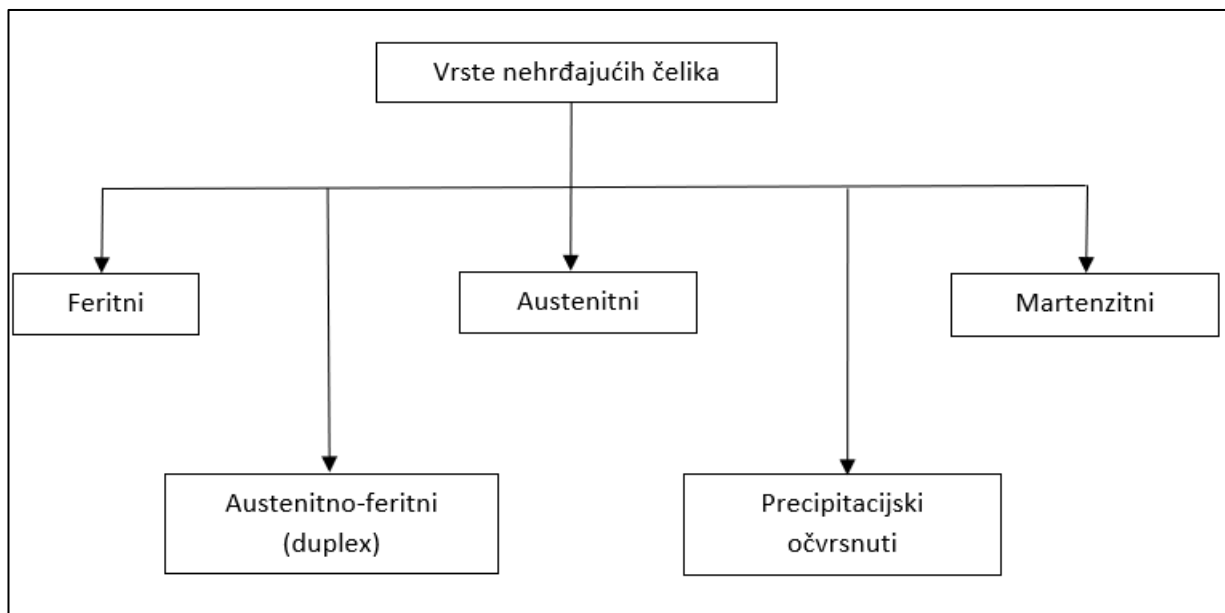 Vrste nehrđajućih čelika
Feritni
Austenitni
Martenzitni
Austenitno-feritni
(duplex)
Precipitacijski
očvrsnuti